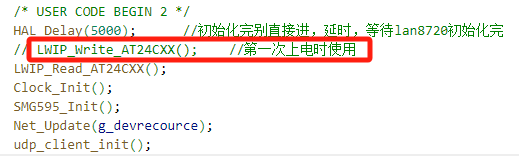 /* USER CODE BEGIN 2 */
HAL_Delay(5000);      //初始化完别直接进，延时，等待lan8720初始化完
// LWIP_Write_AT24CXX();    //第一次上电时使用
LWIP_Read_AT24CXX();
Clock_Init();
SMG595_Init();
Net_Update(g_devrecource);
udp_client_init();